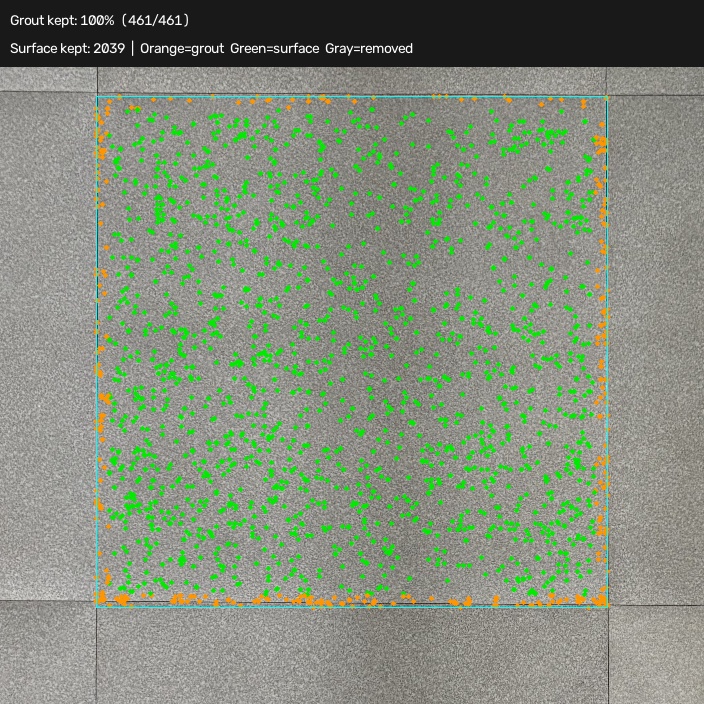 Grout kept: 100% (461/461)
Surface kept: 2039 | Orange=grout Green=surface Gray=removed